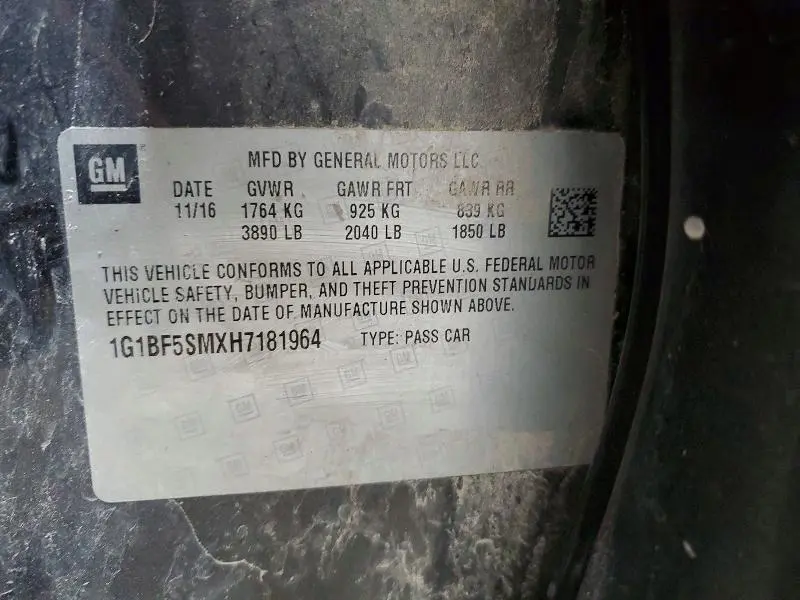 GM
MFD BY GENERAL MOTORS LLC
DATE GVWR GAWR FRT GAWR RR
11/16 1764 KG 925 KG 839 KG
3890 LB 2040 LB 1850 LB
THIS VEHICLE CONFORMS TO ALL APPLICABLE U.S. FEDERAL MOTOR
VEHICLE SAFETY, BUMPER, AND THEFT PREVENTION STANDARDS IN
EFFECT ON THE DATE OF MANUFACTURE SHOWN ABOVE.
1G1BF5SMXH7181964 TYPE: PASS CAR